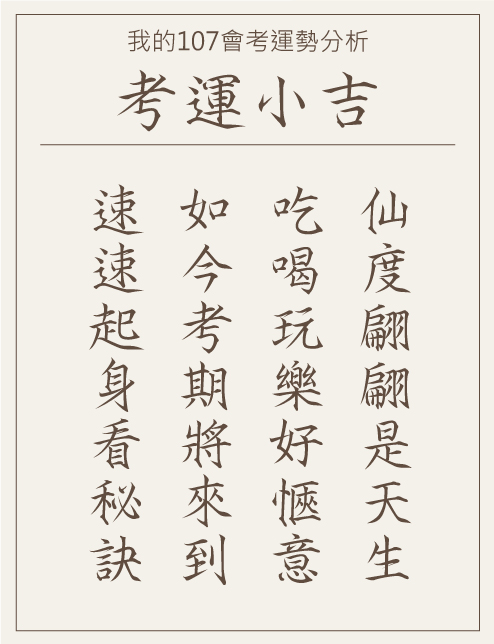 我的107會考運勢分析
考運小吉
仙度翩翩是天生
吃喝玩樂好愜意
如今考期將來到
速速起身看秘訣